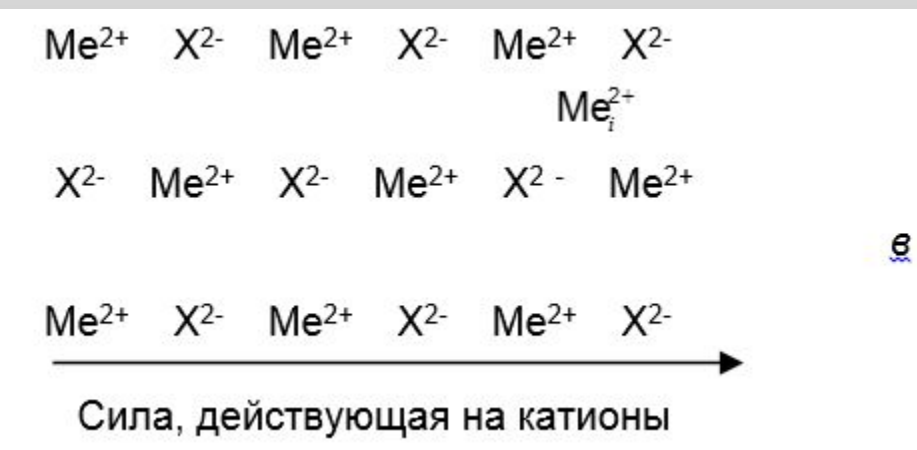 Me²⁺ X²⁻ Me²⁺ X²⁻ Me²⁺ X²⁻
Meᵢ²⁺
X²⁻ Me²⁺ X²⁻ Me²⁺ X² ⁻ Me²⁺
в
Me²⁺ X²⁻ Me²⁺ X²⁻ Me²⁺ X²⁻
Сила, действующая на катионы